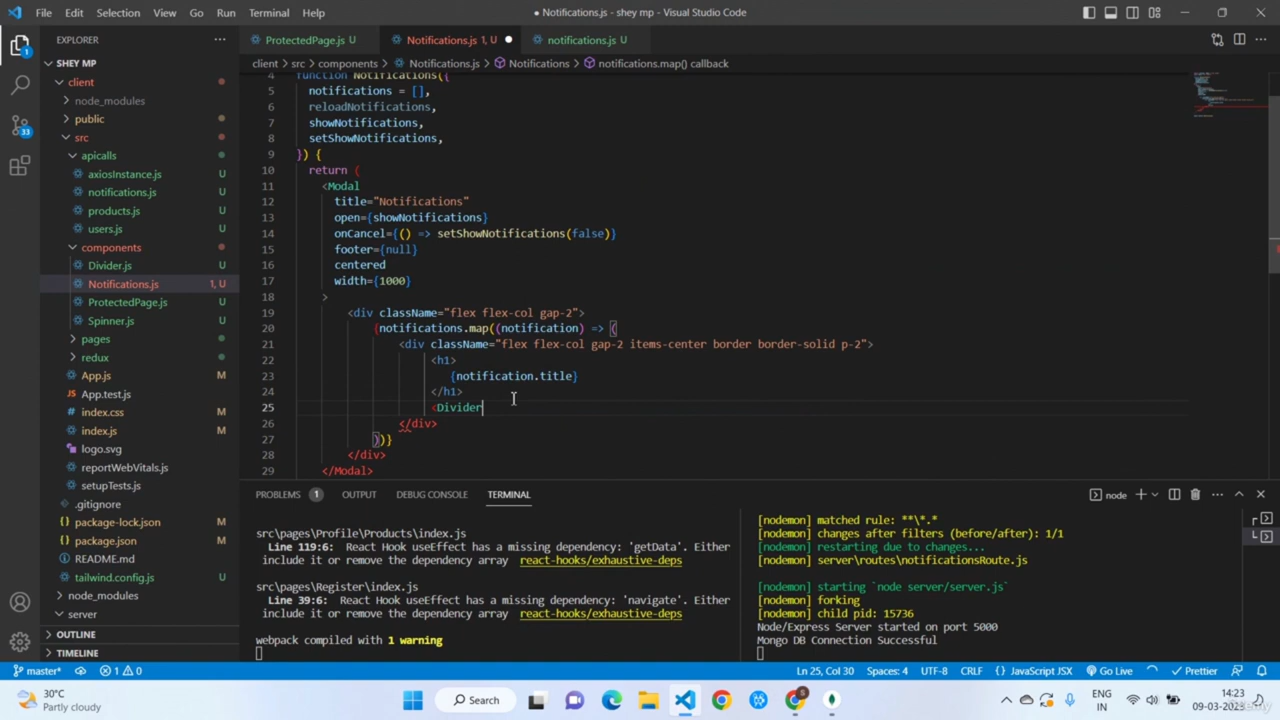 File Edit Selection View Go Run Terminal Help
● Notifications.js - shey mp - Visual Studio Code
EXPLORER
ProtectedPage.js U
Notifications.js 1, U ●
notifications.js U
SHEY MP
client > src > components > Notifications.js > Notifications > notifications.map() callback
client
node_modules
public
src
apicalls
axiosInstance.js U
notifications.js U
products.js U
users.js U
components
Divider.js U
Notifications.js 1, U
ProtectedPage.js U
Spinner.js U
pages
redux
App.js M
App.test.js
index.css M
index.js M
logo.svg
reportWebVitals.js
setupTests.js
.gitignore
package-lock.json M
package.json M
README.md
tailwind.config.js U
node_modules
server
OUTLINE
TIMELINE
1
33
4 function Notifications({
5 notifications = [],
6 reloadNotifications,
7 showNotifications,
8 setShowNotifications,
9 }) {
10 return (
11 <Modal
12 title="Notifications"
13 open={showNotifications}
14 onCancel={() => setShowNotifications(false)}
15 footer={null}
16 centered
17 width={1000}
18 >
19 <div className="flex flex-col gap-2">
20 {notifications.map((notification) => (
21 <div className="flex flex-col gap-2 items-center border border-solid p-2">
22 <h1>
23 {notification.title}
24 </h1>
25 <Divider
26 </div>
27 ))}
28 </div>
29 </Modal>
PROBLEMS 1 OUTPUT DEBUG CONSOLE TERMINAL
node
src\pages\Profile\Products\index.js
Line 119:6: React Hook useEffect has a missing dependency: 'getData'. Either
include it or remove the dependency array react-hooks/exhaustive-deps
src\pages\Register\index.js
Line 39:6: React Hook useEffect has a missing dependency: 'navigate'. Either
include it or remove the dependency array react-hooks/exhaustive-deps
webpack compiled with 1 warning
[nodemon] matched rule: **\*.*
[nodemon] changes after filters (before/after): 1/1
[nodemon] restarting due to changes...
[nodemon] server\routes\notificationsRoute.js
[nodemon] starting `node server/server.js`
[nodemon] forking
[nodemon] child pid: 15736
Node/Express Server started on port 5000
Mongo DB Connection Successful
master* 1 0
Ln 25, Col 30 Spaces: 4 UTF-8 CRLF {} JavaScript JSX Go Live Prettier
30°C
Partly cloudy
Search
ENG
IN
14:23
09-03-2023